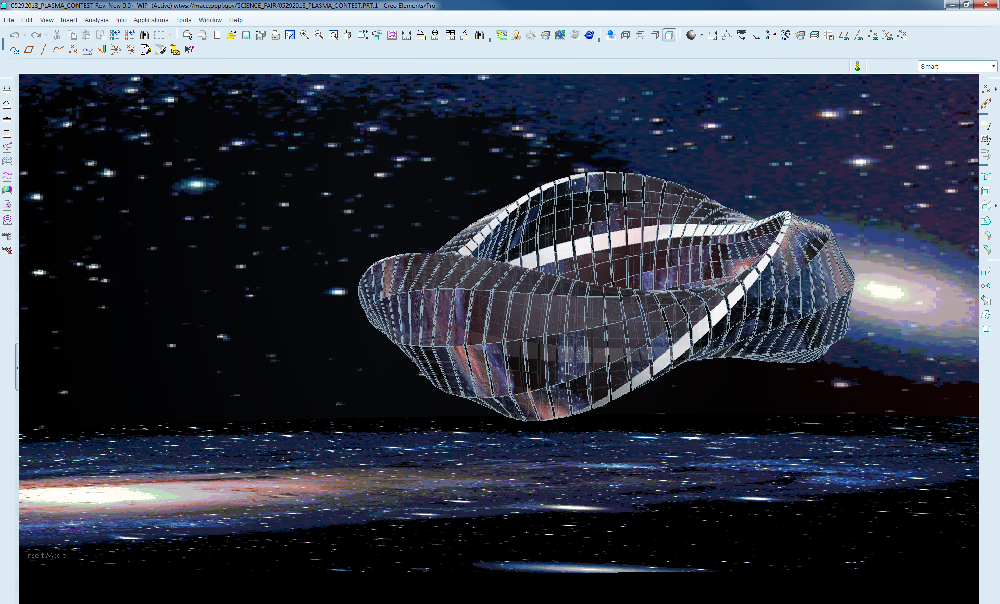 05292013_PLASMA_CONTEST Rev: New 0.0+ WIP (Active) wtws://mace.pppl.gov/SCIENCE_FAIR/05292013_PLASMA_CONTEST.PRT.1 - Creo Elements/Pro
File Edit View Insert Analysis Info Applications Tools Window Help
Smart
Insert Mode